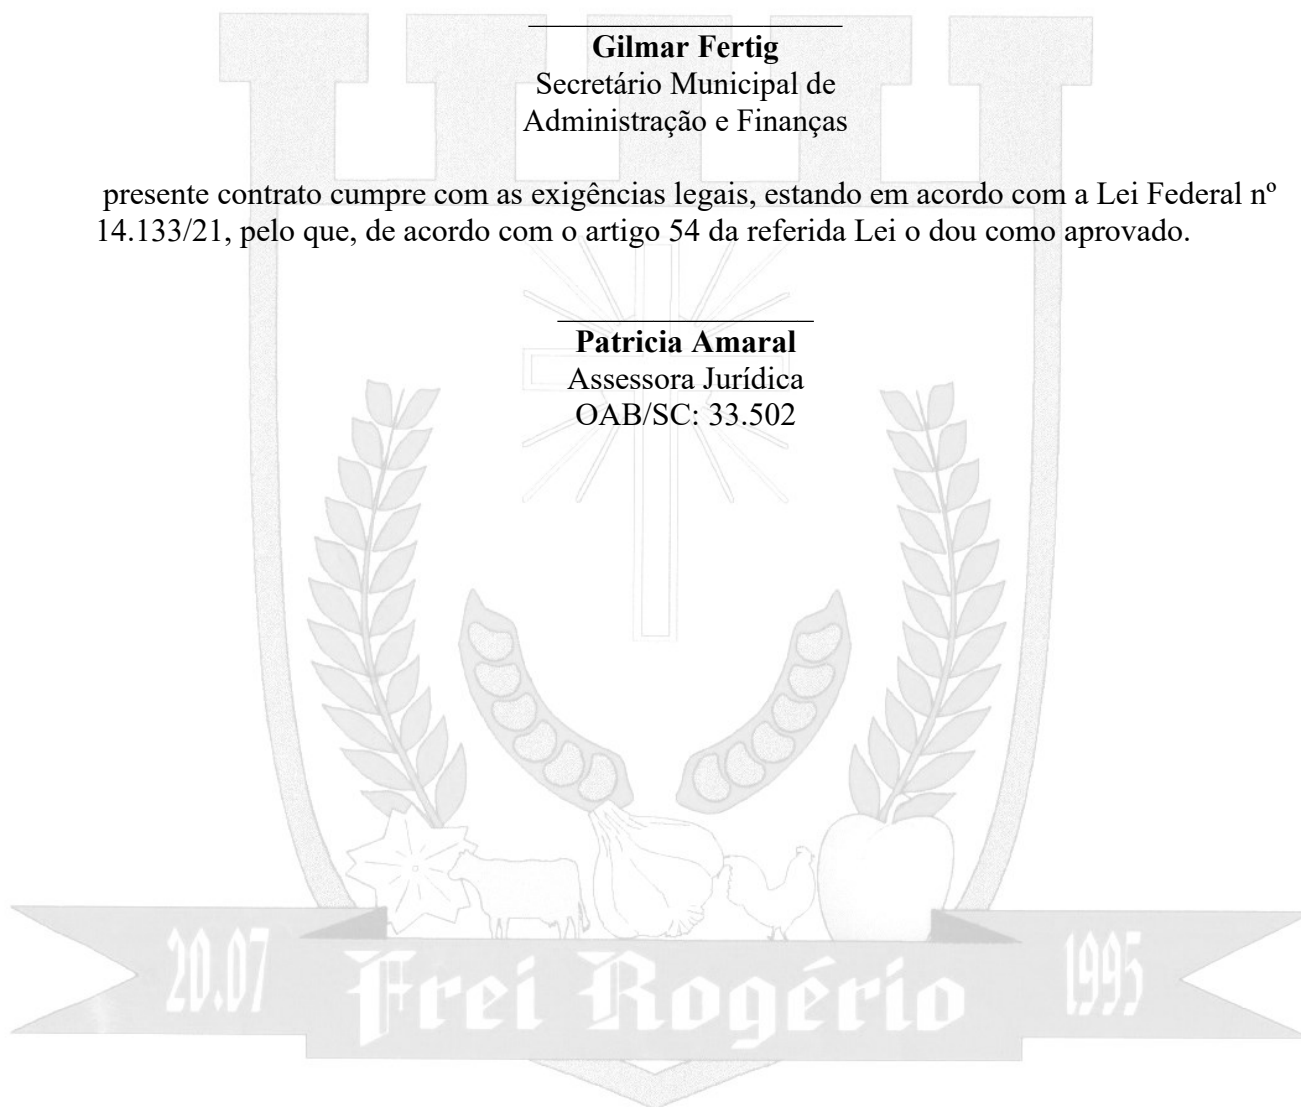 Gilmar Fertig
Secretário Municipal de
Administração e Finanças
presente contrato cumpre com as exigências legais, estando em acordo com a Lei Federal nº
14.133/21, pelo que, de acordo com o artigo 54 da referida Lei o dou como aprovado.
Patricia Amaral
Assessora Jurídica
OAB/SC: 33.502
20.07 Frei Rogério 1995